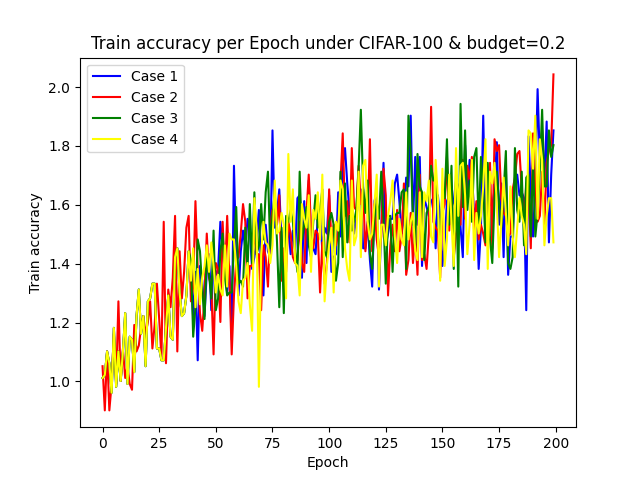 Train accuracy per Epoch under CIFAR-100 & budget=0.2
Case 1
Case 2
Case 3
Case 4
Train accuracy
2.0
1.8
1.6
1.4
1.2
1.0
0
25
50
75
100
125
150
175
200
Epoch